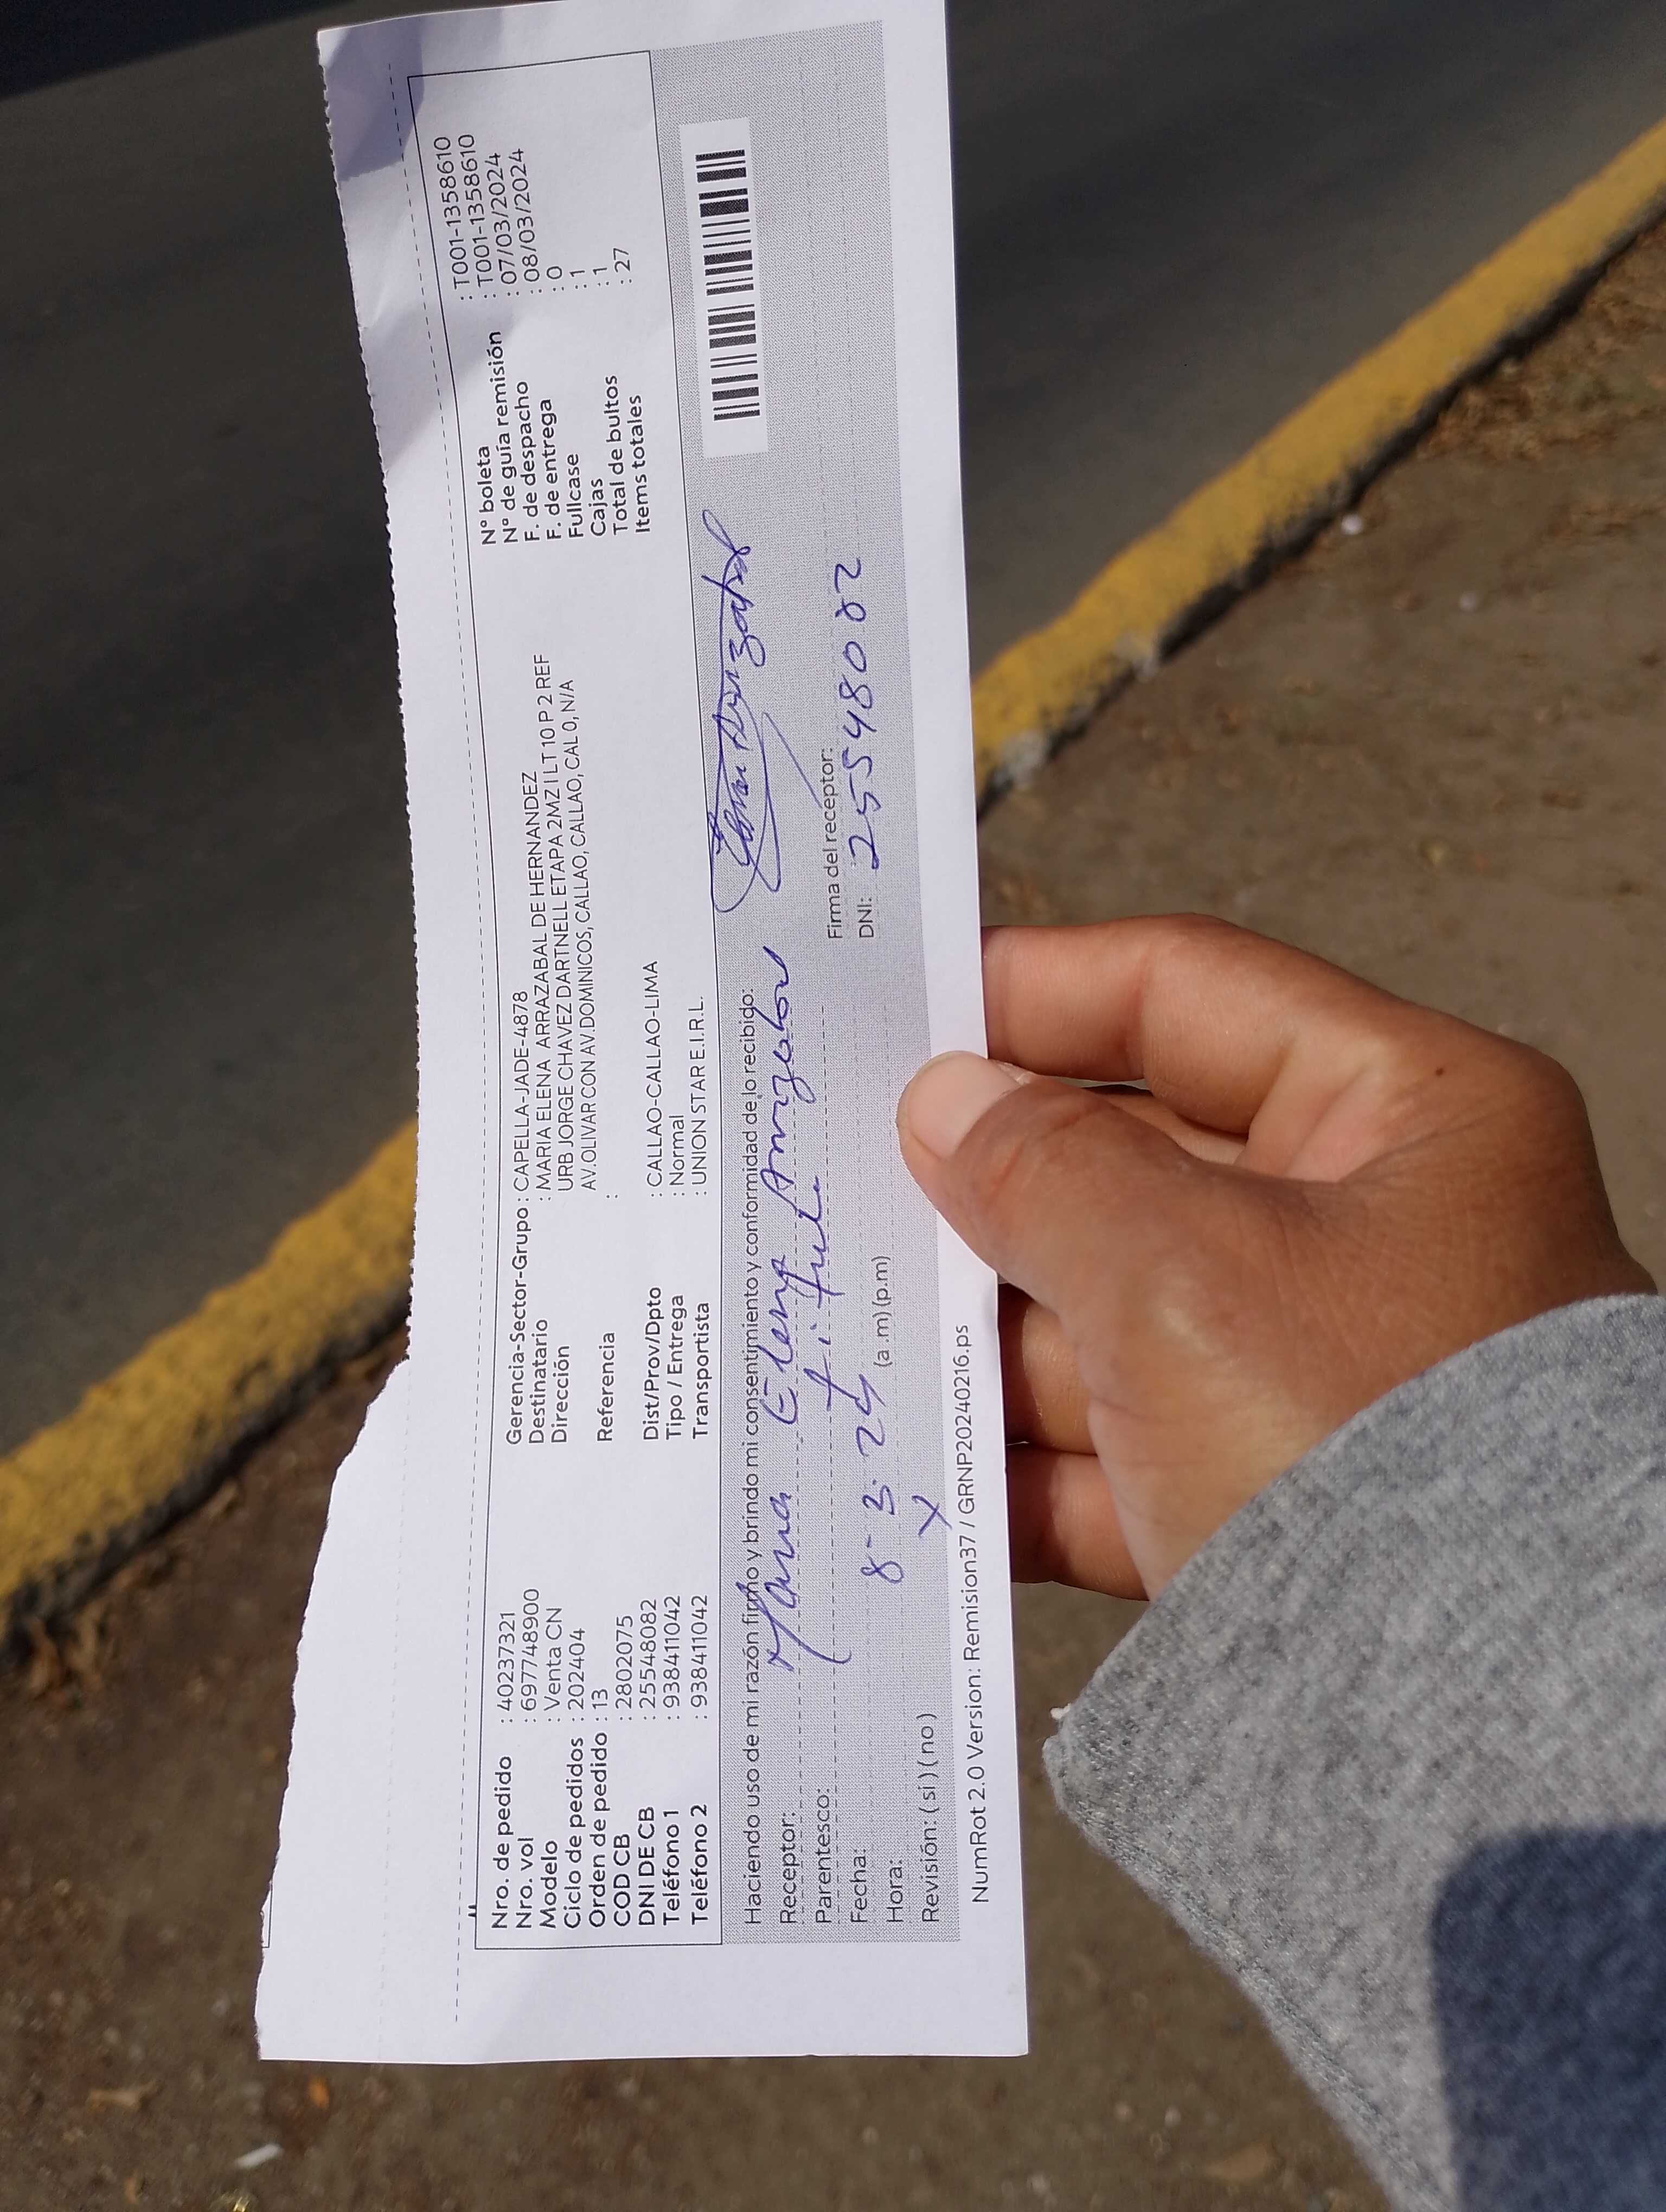 Nro. de pedido : 40237321
Nro. vol : 697748900
Modelo : Venta CN
Ciclo de pedidos : 202404
Orden de pedido : 13
COD CB : 2802075
DNI DE CB : 25548082
Teléfono 1 : 938411042
Teléfono 2 : 938411042
Gerencia-Sector-Grupo : CAPELLA-JADE-4878
Destinatario : MARIA ELENA ARRAZABAL DE HERNANDEZ
Dirección URB JORGE CHAVEZ DARTNELL ETAPA 2MZ I LT 10 P 2 REF
AV.OLIVAR CON AV.DOMINICOS, CALLAO, CALLAO, CAL 0, N/A
Referencia :
Dist/Prov/Dpto : CALLAO-CALLAO-LIMA
Tipo / Entrega : Normal
Transportista : UNION STAR E.I.R.L.
N° boleta : T001-1358610
N° de guía remisión : T001-1358610
F. de despacho : 07/03/2024
F. de entrega : 08/03/2024
Fullcase : 0
Cajas : 1
Total de bultos : 1
Items totales : 27
Haciendo uso de mi razón firmo y brindo mi consentimiento y conformidad de lo recibido:
Receptor: Maria Elena Arrizabal
Parentesco: titular
Fecha: 8-3-24
Hora: (a.m) (p.m)
Revisión: ( si ) ( no ) X
Firma del receptor:
DNI: 25548082
NumRot 2.0 Version: Remision37 / GRNP20240216.ps